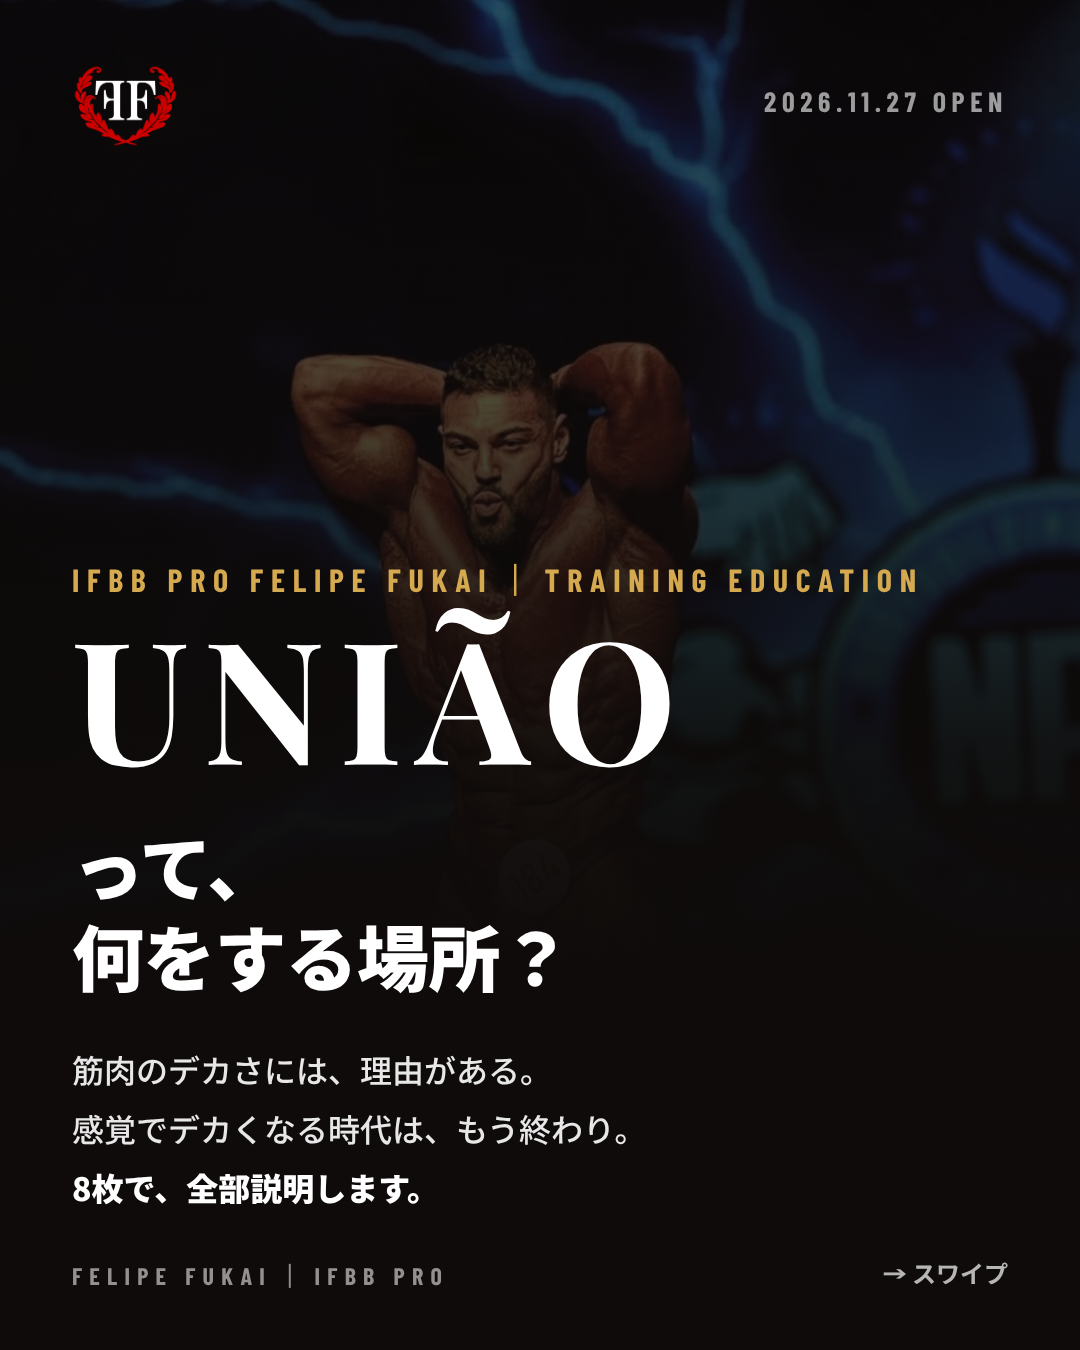 2026.11.27 OPEN
IFBB PRO FELIPE FUKAI | TRAINING EDUCATION
UNIÃO
って、
何をする場所？
筋肉のデカさには、理由がある。
感覚でデカくなる時代は、もう終わり。
8枚で、全部説明します。
FELIPE FUKAI | IFBB PRO
→ スワイプ